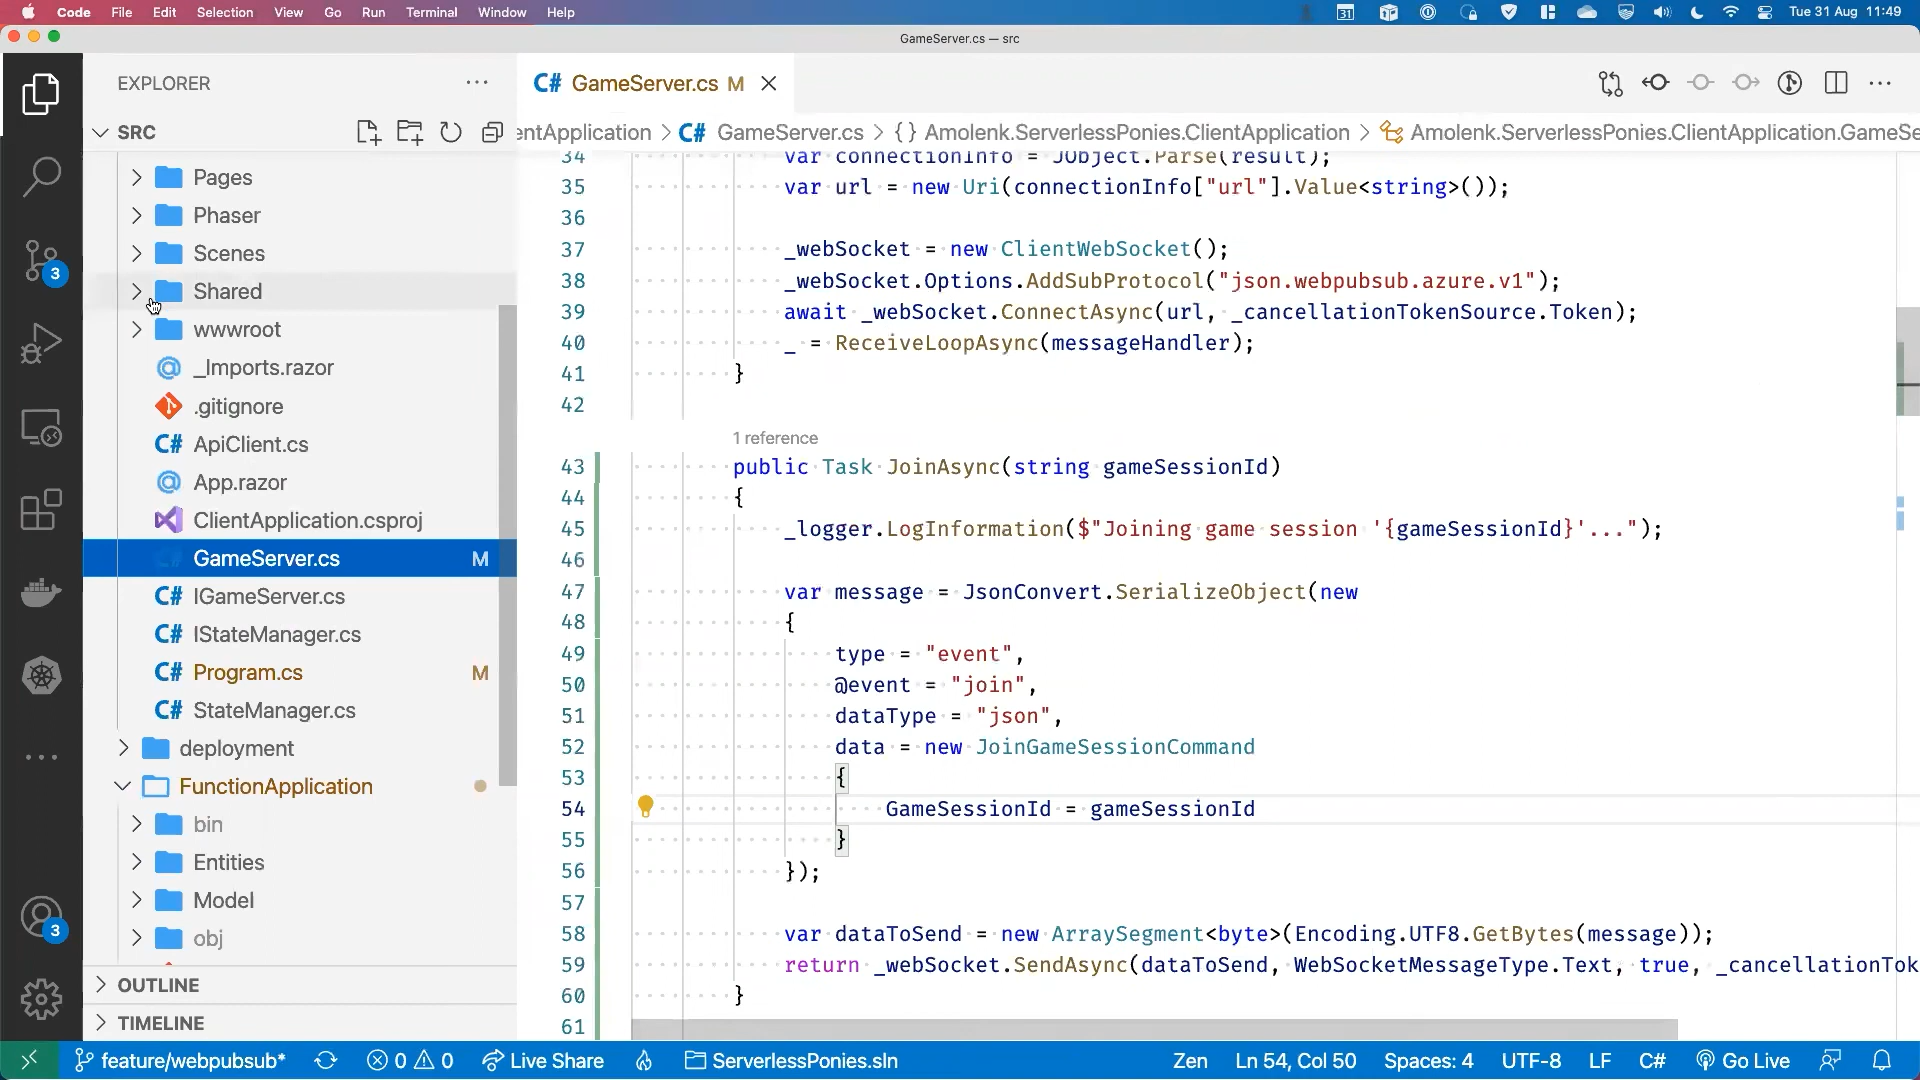 Code File Edit Selection View Go Run Terminal Window Help 31 Tue 31 Aug 11:49
GameServer.cs — src
EXPLORER
SRC
Pages
Phaser
Scenes
Shared
wwwroot
_Imports.razor
.gitignore
C# ApiClient.cs
App.razor
ClientApplication.csproj
GameServer.cs M
C# IGameServer.cs
C# IStateManager.cs
C# Program.cs M
C# StateManager.cs
deployment
FunctionApplication
bin
Entities
Model
obj
OUTLINE
TIMELINE
3
3
C# GameServer.cs M
entApplication > C# GameServer.cs > {} Amolenk.ServerlessPonies.ClientApplication > Amolenk.ServerlessPonies.ClientApplication.GameSe
34 var connectionInfo = JObject.Parse(result);
35 var url = new Uri(connectionInfo["url"].Value<string>());
36
37 _webSocket = new ClientWebSocket();
38 _webSocket.Options.AddSubProtocol("json.webpubsub.azure.v1");
39 await _webSocket.ConnectAsync(url, _cancellationTokenSource.Token);
40 _ = ReceiveLoopAsync(messageHandler);
41 }
42
1 reference
43 public Task JoinAsync(string gameSessionId)
44 {
45 _logger.LogInformation($"Joining game session '{gameSessionId}'...");
46
47 var message = JsonConvert.SerializeObject(new
48 {
49 type = "event",
50 @event = "join",
51 dataType = "json",
52 data = new JoinGameSessionCommand
53 {
54 GameSessionId = gameSessionId
55 }
56 });
57
58 var dataToSend = new ArraySegment<byte>(Encoding.UTF8.GetBytes(message));
59 return _webSocket.SendAsync(dataToSend, WebSocketMessageType.Text, true, _cancellationTok
60 }
61
feature/webpubsub* 0 0 Live Share ServerlessPonies.sln Zen Ln 54, Col 50 Spaces: 4 UTF-8 LF C# Go Live